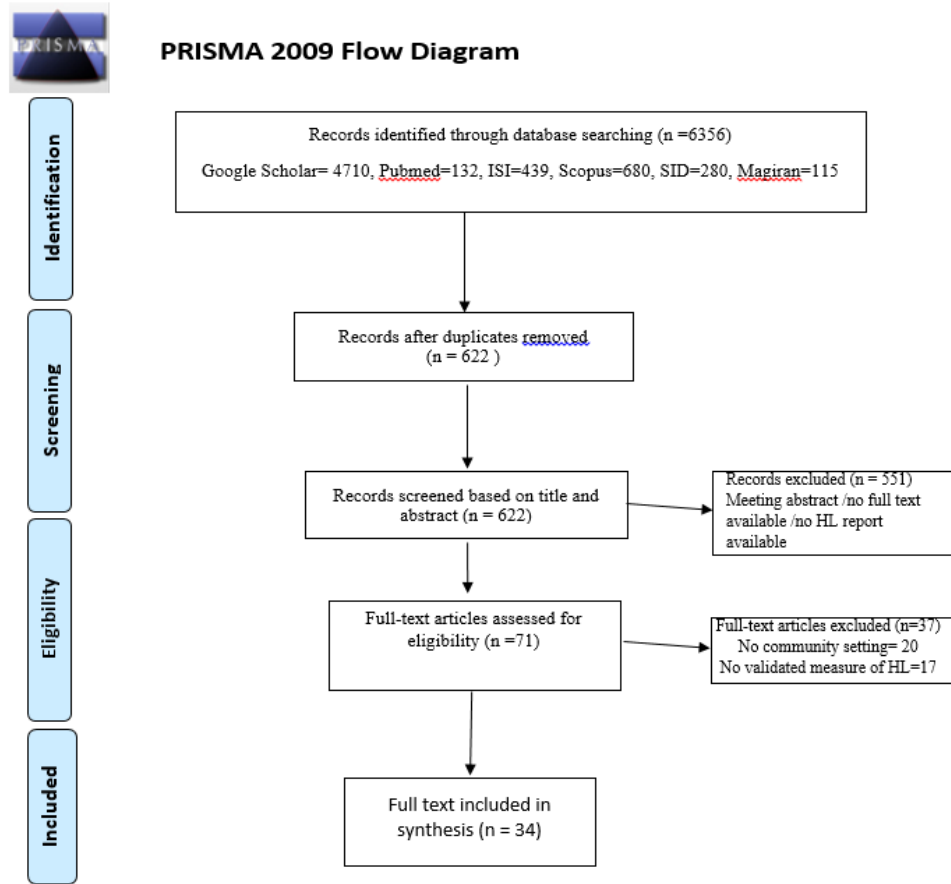 PRISMA
PRISMA 2009 Flow Diagram
Identification
Records identified through database searching (n =6356)
Google Scholar= 4710, Pubmed=132, ISI=439, Scopus=680, SID=280, Magiran=115
Screening
Records after duplicates removed
(n = 622 )
Records screened based on title and
abstract (n = 622)
Records excluded (n = 551)
Meeting abstract /no full text
available /no HL report
available
Eligibility
Full-text articles assessed for
eligibility (n =71)
Full-text articles excluded (n=37)
No community setting= 20
No validated measure of HL=17
Included
Full text included in
synthesis (n = 34)